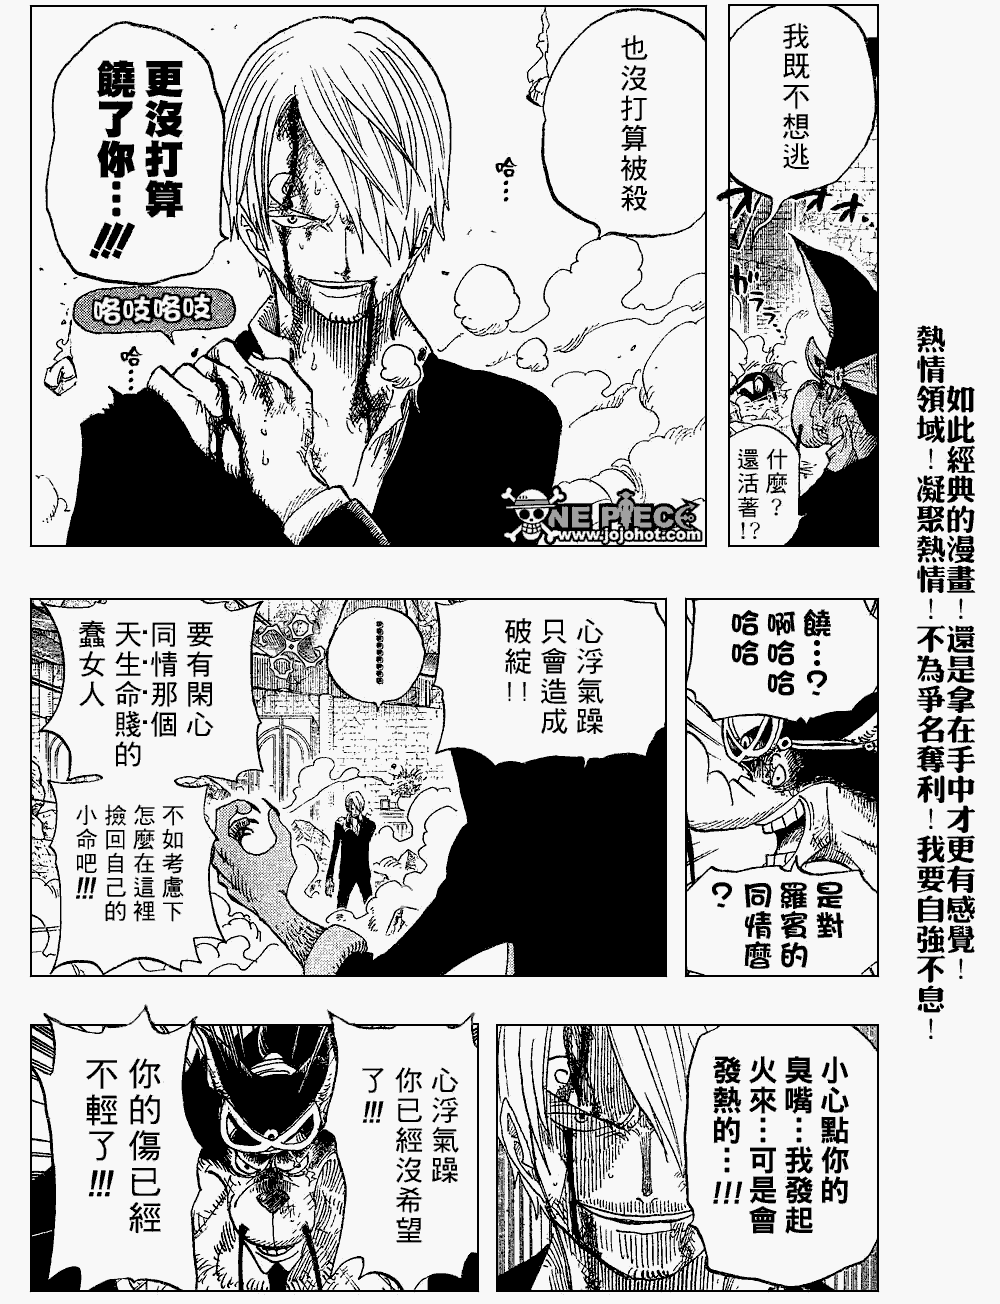 我既不想逃
什麼？
還活著!?
也沒打算被殺
哈…
更沒打算
饒了你…!!!
咯吱咯吱
哈…
ONE PIECE
www.jojohot.com
饒…？
啊哈哈
哈哈
是對
羅賓的
同情麼
？
心浮氣躁
只會造成
破綻!!
要有閑心
同情那個
天生命賤的
蠢女人
不如考慮下
怎麼在這裡
撿回自己的
小命吧!!!
小心點你的
臭嘴…我發起
火來…可是會
發熱的…!!!
心浮氣躁
你已經沒希望
了!!!
你的傷已經
不輕了!!!
如此經典的漫畫！還是拿在手中才更有感覺！
熱情領域！凝聚熱情！不為爭名奪利！我要自強不息！